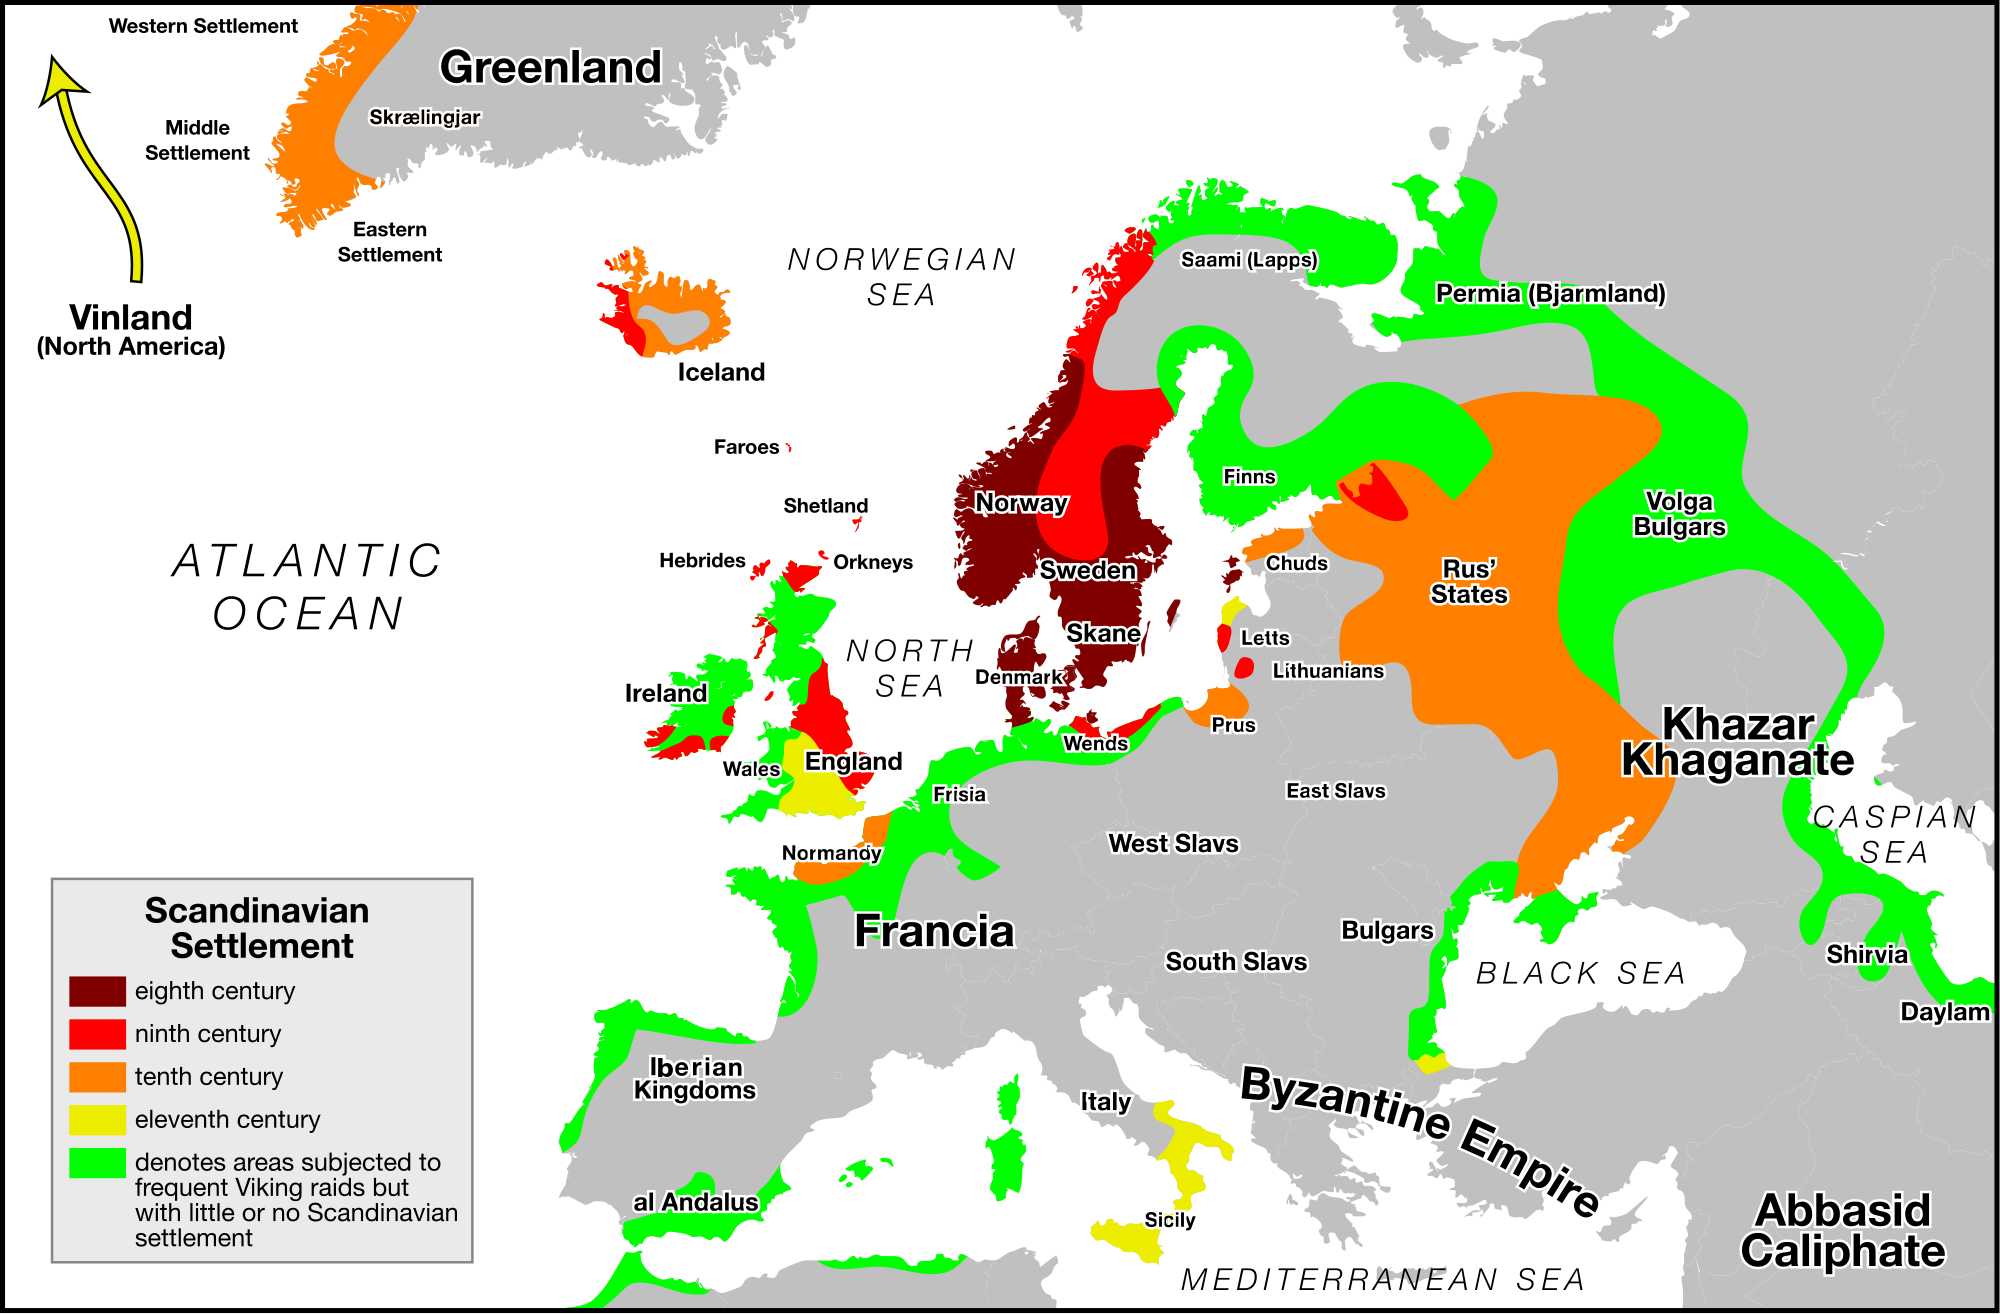 Western Settlement
Greenland
Skrælingjar
Middle
Settlement
Eastern
Settlement
Vinland
(North America)
NORWEGIAN
SEA
Saami (Lapps)
Permia (Bjarmland)
Iceland
Faroes
Shetland
Hebrides
Orkneys
Norway
Finns
Volga
Bulgars
ATLANTIC
OCEAN
Sweden
Chuds
Rus’
States
Skane
NORTH
SEA
Letts
Lithuanians
Denmark
Ireland
Prus
Wends
Khazar
Khaganate
Wales
England
Frisia
East Slavs
CASPIAN
SEA
West Slavs
Normandy
Francia
Bulgars
South Slavs
BLACK SEA
Shirvia
Daylam
Iberian
Kingdoms
Italy
Byzantine Empire
al Andalus
Sicily
Abbasid
Caliphate
MEDITERRANEAN SEA
Scandinavian
Settlement
eighth century
ninth century
tenth century
eleventh century
denotes areas subjected to
frequent Viking raids but
with little or no Scandinavian
settlement